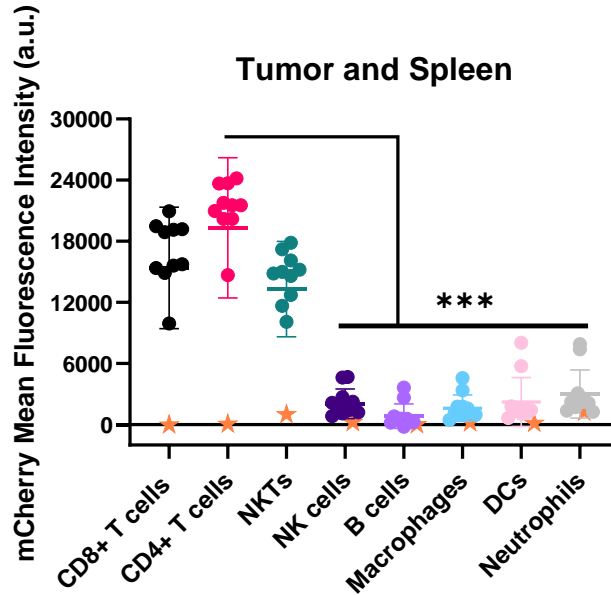 Tumor and Spleen
mCherry Mean Fluorescence Intensity (a.u.)
30000
24000
18000
12000
6000
0
***
CD8+ T cells
CD4+ T cells
NKTs
NK cells
B cells
Macrophages
DCs
Neutrophils